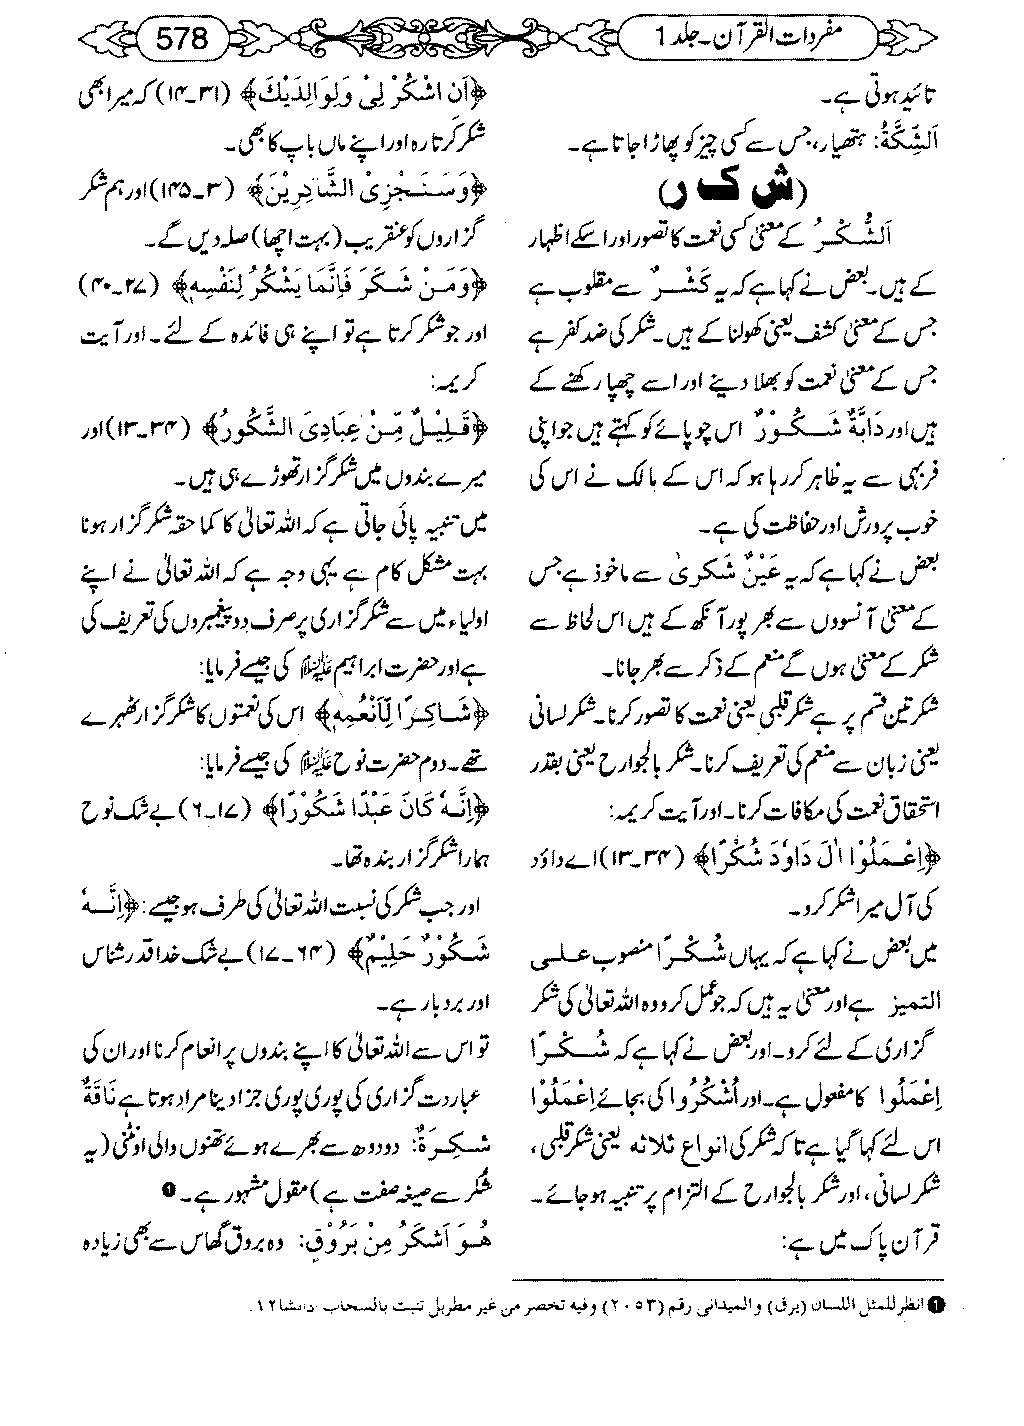 مفردات القرآن۔جلد 1
578
تائید ہوتی ہے۔
اَلشِّكَّةُ: ہتھیار، جس سے کسی چیز کو پھاڑا جاتا ہے۔
(ش ک ر)
اَلشُّكْرُ کے معنی کسی نعمت کا تصور اور اسکے اظہار
کے ہیں۔ بعض نے کہا ہے کہ یہ كَشْرٌ سے مقلوب ہے
جس کے معنی کشف یعنی کھولنا کے ہیں۔ شکر کی ضد کفر ہے
جس کے معنی نعمت کو بھلا دینے اور اسے چھپا رکھنے کے
ہیں اور دَابَّةٌ شَكُوْرٌ اس چوپائے کو کہتے ہیں جو اپنی
فربہی سے یہ ظاہر کر رہا ہو کہ اس کے مالک نے اس کی
خوب پرورش اور حفاظت کی ہے۔
بعض نے کہا ہے کہ یہ عَيْنٌ شَكْرىٰ سے ماخوذ ہے جس
کے معنی آنسووں سے بھر پور آنکھ کے ہیں اس لحاظ سے
شکر کے معنی ہوں گے منعم کے ذکر سے بھر جانا۔
شکر تین قسم پر ہے شکر قلبی یعنی نعمت کا تصور کرنا۔ شکر لسانی
یعنی زبان سے منعم کی تعریف کرنا۔ شکر بالجوارح یعنی بقدر
استحقاق نعمت کی مکافات کرنا۔ اور آیت کریمہ:
﴿اِعْمَلُوْا اٰلَ دَاوٗدَ شُكْرًا﴾ (۳۴۔۱۳) اے داؤد
کی آل میرا شکر کرو۔
میں بعض نے کہا ہے کہ یہاں شُكْرًا منصوب علی
التمیز ہے اور معنی یہ ہیں کہ جو عمل کرو وہ اللہ تعالیٰ کی شکر
گزاری کے لئے کرو۔ اور بعض نے کہا ہے کہ شُكْرًا
اِعْمَلُوا کا مفعول ہے۔ اور اُشْكُرُوا کی بجائے اِعْمَلُوْا
اس لئے کہا گیا ہے تاکہ شکر کی انواع ثلاثہ یعنی شکر قلبی،
شکر لسانی، اور شکر بالجوارح کے التزام پر تنبیہ ہو جائے۔
قرآن پاک میں ہے:
﴿اَنِ اشْكُرْ لِىْ وَلِوَالِدَيْكَ﴾ (۳۱۔۱۴) کہ میرا بھی
شکر کرتا رہ اور اپنے ماں باپ کا بھی۔
﴿وَسَنَجْزِى الشَّاكِرِيْنَ﴾ (۳۔۱۴۵) اور ہم شکر
گزاروں کو عنقریب (بہت اچھا) صلہ دیں گے۔
﴿وَمَنْ شَكَرَ فَاِنَّمَا يَشْكُرُ لِنَفْسِهٖ﴾ (۲۷۔۴۰)
اور جو شکر کرتا ہے تو اپنے ہی فائدہ کے لئے۔ اور آیت
کریمہ:
﴿قَلِيْلٌ مِّنْ عِبَادِىَ الشَّكُوْرُ﴾ (۳۴۔۱۳) اور
میرے بندوں میں شکر گزار تھوڑے ہی ہیں۔
میں تنبیہ پائی جاتی ہے کہ اللہ تعالیٰ کا کما حقہ شکر گزار ہونا
بہت مشکل کام ہے یہی وجہ ہے کہ اللہ تعالیٰ نے اپنے
اولیاء میں سے شکر گزاری پر صرف دو پیغمبروں کی تعریف کی
ہے اور حضرت ابراہیم علیہ السلام کی جیسے فرمایا:
﴿شَاكِرًا لِّاَنْعُمِهٖ﴾ اس کی نعمتوں کا شکر گزار ٹھہرے
تھے۔ دوم حضرت نوح علیہ السلام کی جیسے فرمایا:
﴿اِنَّهٗ كَانَ عَبْدًا شَكُوْرًا﴾ (۱۷۔۶) بے شک نوح
ہمارا شکر گزار بندہ تھا۔
اور جب شکر کی نسبت اللہ تعالیٰ کی طرف ہو جیسے: ﴿اِنَّهٗ
شَكُوْرٌ حَلِيْمٌ﴾ (۶۴۔۱۷) بے شک خدا قدر شناس
اور بردبار ہے۔
تو اس سے اللہ تعالیٰ کا اپنے بندوں پر انعام کرنا اور ان کی
عبادت گزاری کی پوری پوری جزا دینا مراد ہوتا ہے نَاقَةٌ
شَكِرَةٌ: دودھ سے بھرے ہوئے تھنوں والی اونٹنی (یہ
شُكْر سے صیغہ صفت ہے) مقولہ مشہور ہے۔❶
هُوَ اَشْكَرُ مِنْ بَرْوَقٍ: وہ بروق گھاس سے بھی زیادہ
❶ انظر للمثل اللسان (برق) والميدانى رقم (۲۰۵۳) وفيه تخضر من غير مطر بل تنبت بالسحاب ۱۲.